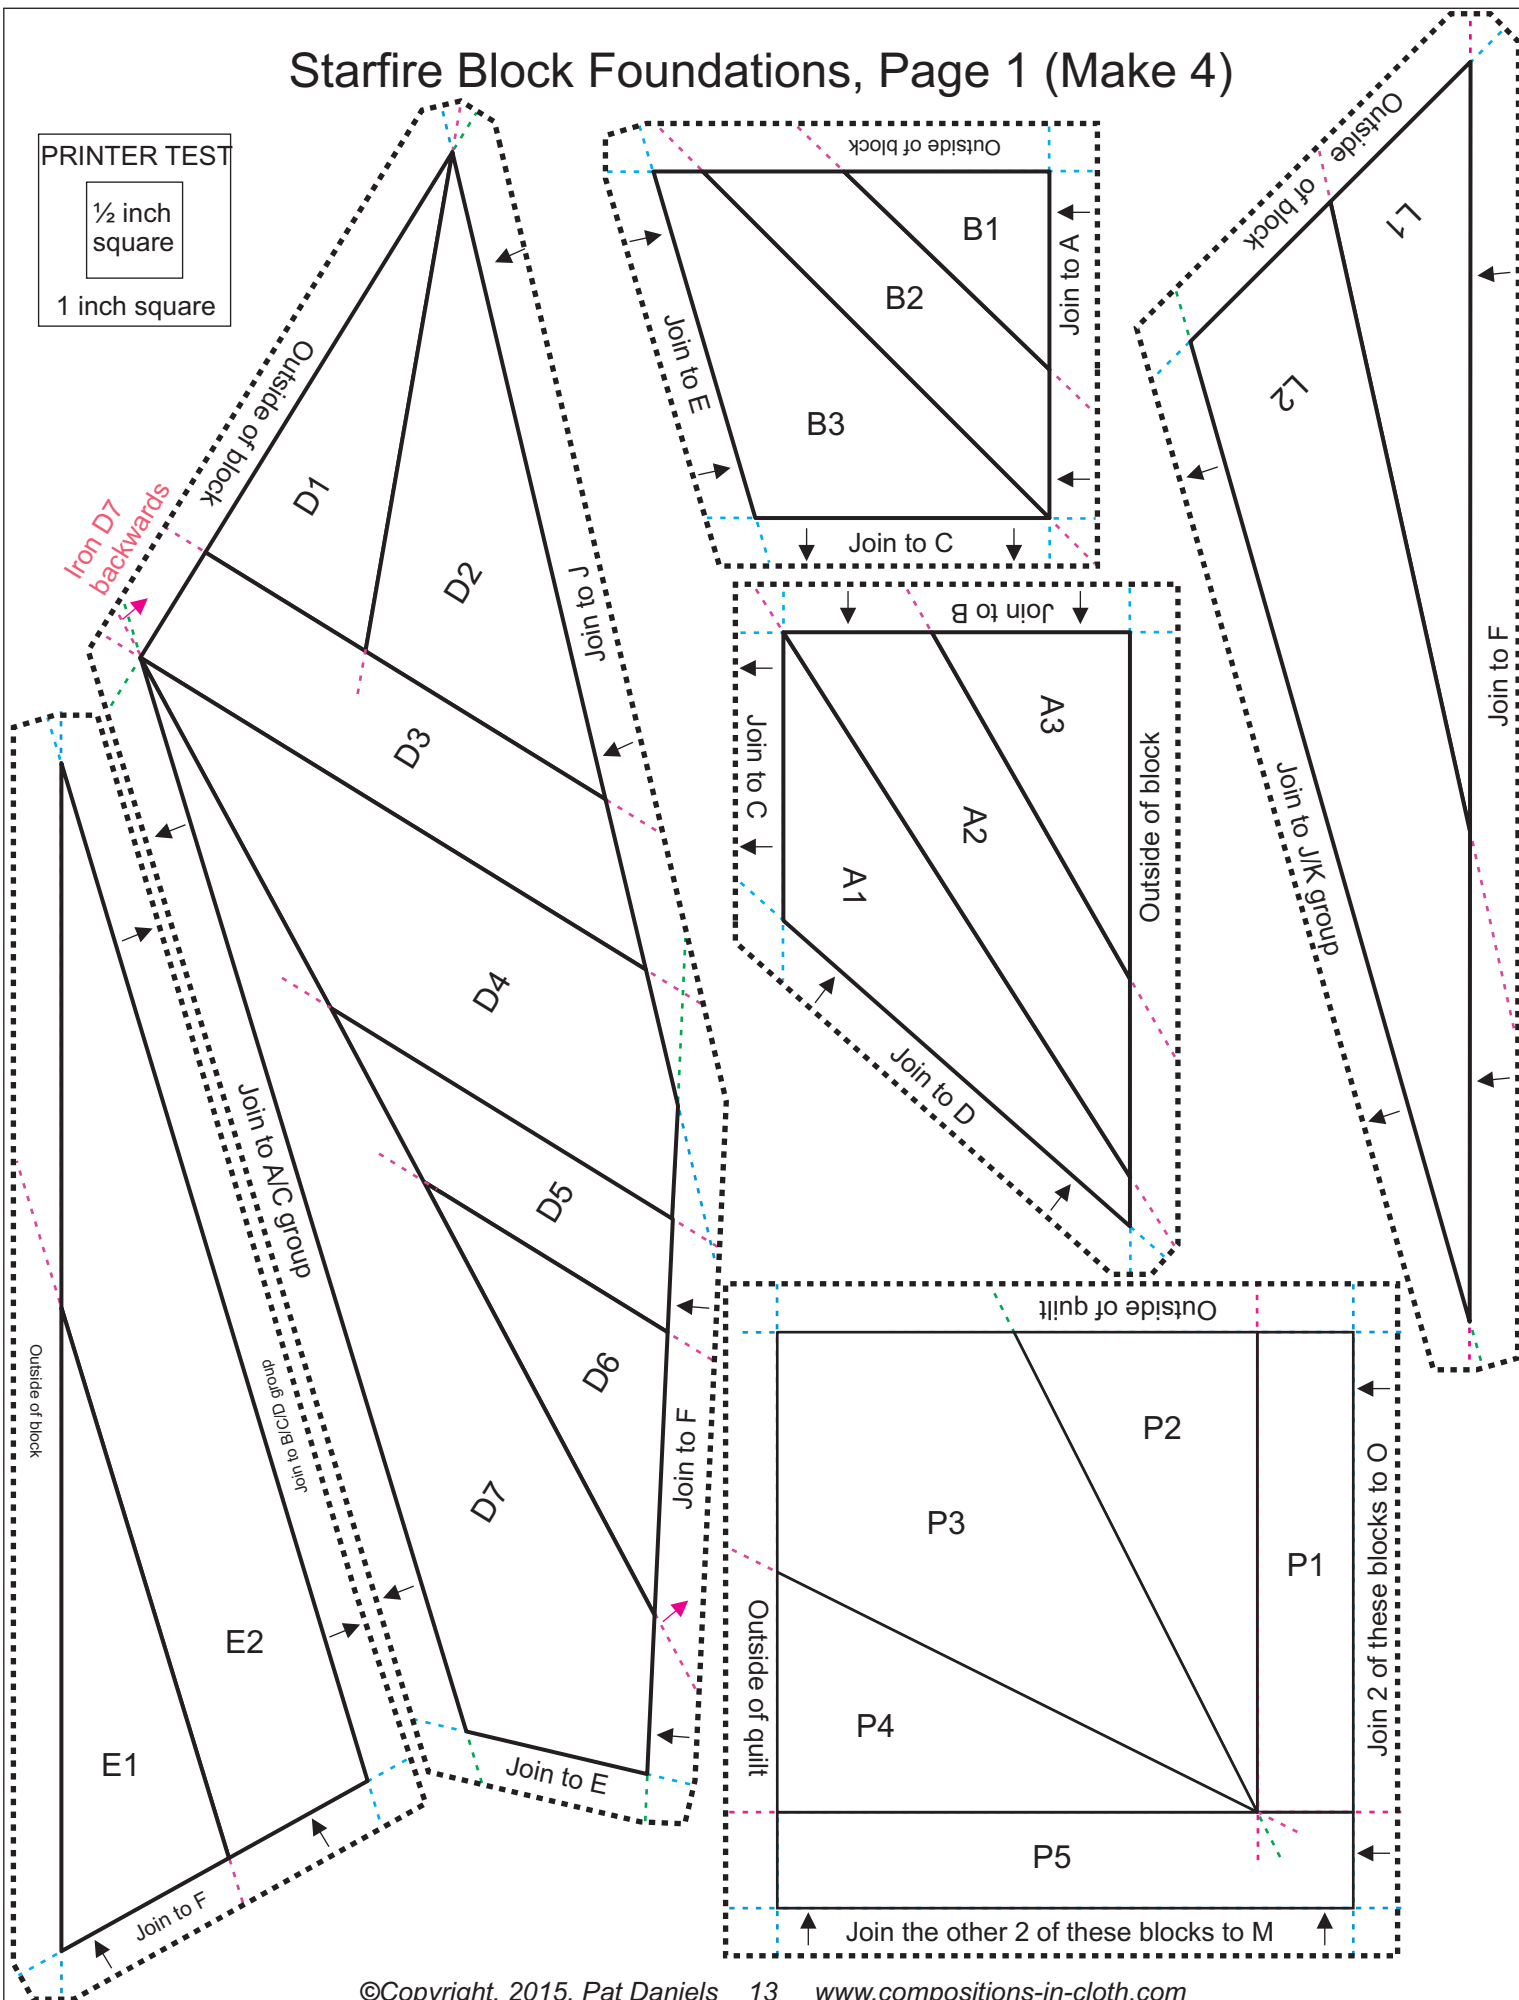 Starfire Block Foundations, Page 1 (Make 4)
PRINTER TEST
½ inch
square
1 inch square
Outside of block
D1
D2
Iron D7
backwards
Join to J
D3
D4
D5
D6
D7
Join to A/C group
Join to F
Join to E
Outside of block
B1
B2
B3
Join to A
Join to E
Join to C
Join to B
A3
A2
A1
Join to C
Outside of block
Join to D
Outside
of block
L1
L2
Join to F
Join to J/K group
Outside of block
Join to B/C/D group
E2
E1
Join to F
Outside of quilt
P2
P3
P1
P4
P5
Outside of quilt
Join 2 of these blocks to O
Join the other 2 of these blocks to M
©Copyright, 2015, Pat Daniels 13 www.compositions-in-cloth.com